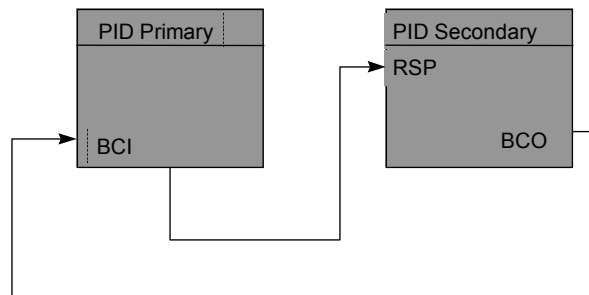 PID Primary
BCI
PID Secondary
RSP
BCO